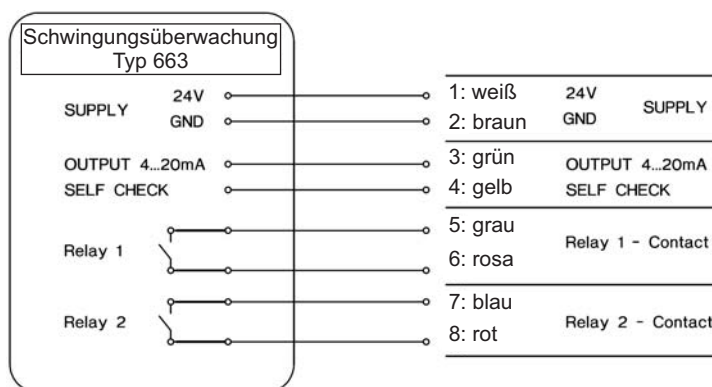 Schwingungsüberwachung
Typ 663
SUPPLY
24V
GND
OUTPUT 4...20mA
SELF CHECK
Relay 1
Relay 2
1: weiß
2: braun
3: grün
4: gelb
5: grau
6: rosa
7: blau
8: rot
24V
GND
SUPPLY
OUTPUT 4...20mA
SELF CHECK
Relay 1 - Contact
Relay 2 - Contact